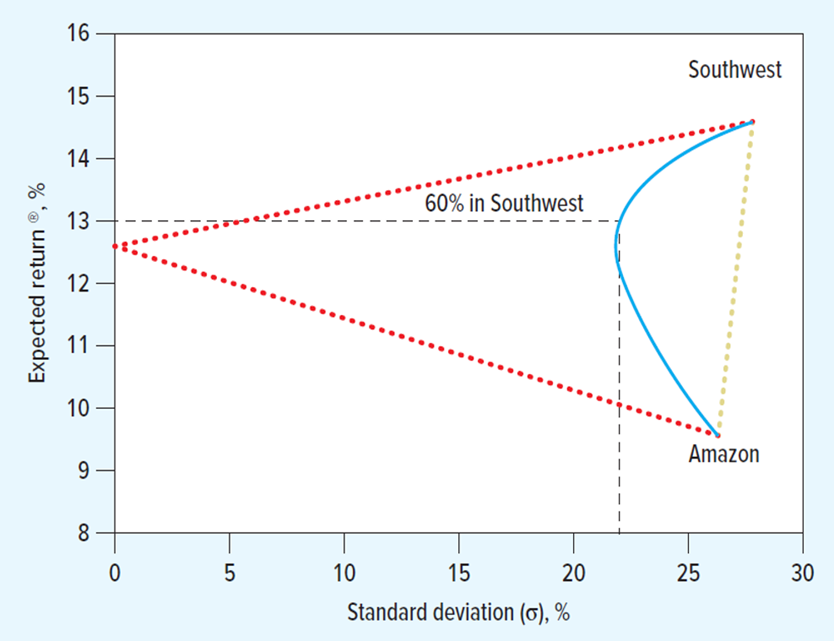 16
15
14
13
12
11
10
9
8
Expected return ®, %
Southwest
60% in Southwest
Amazon
0 5 10 15 20 25 30
Standard deviation (σ), %